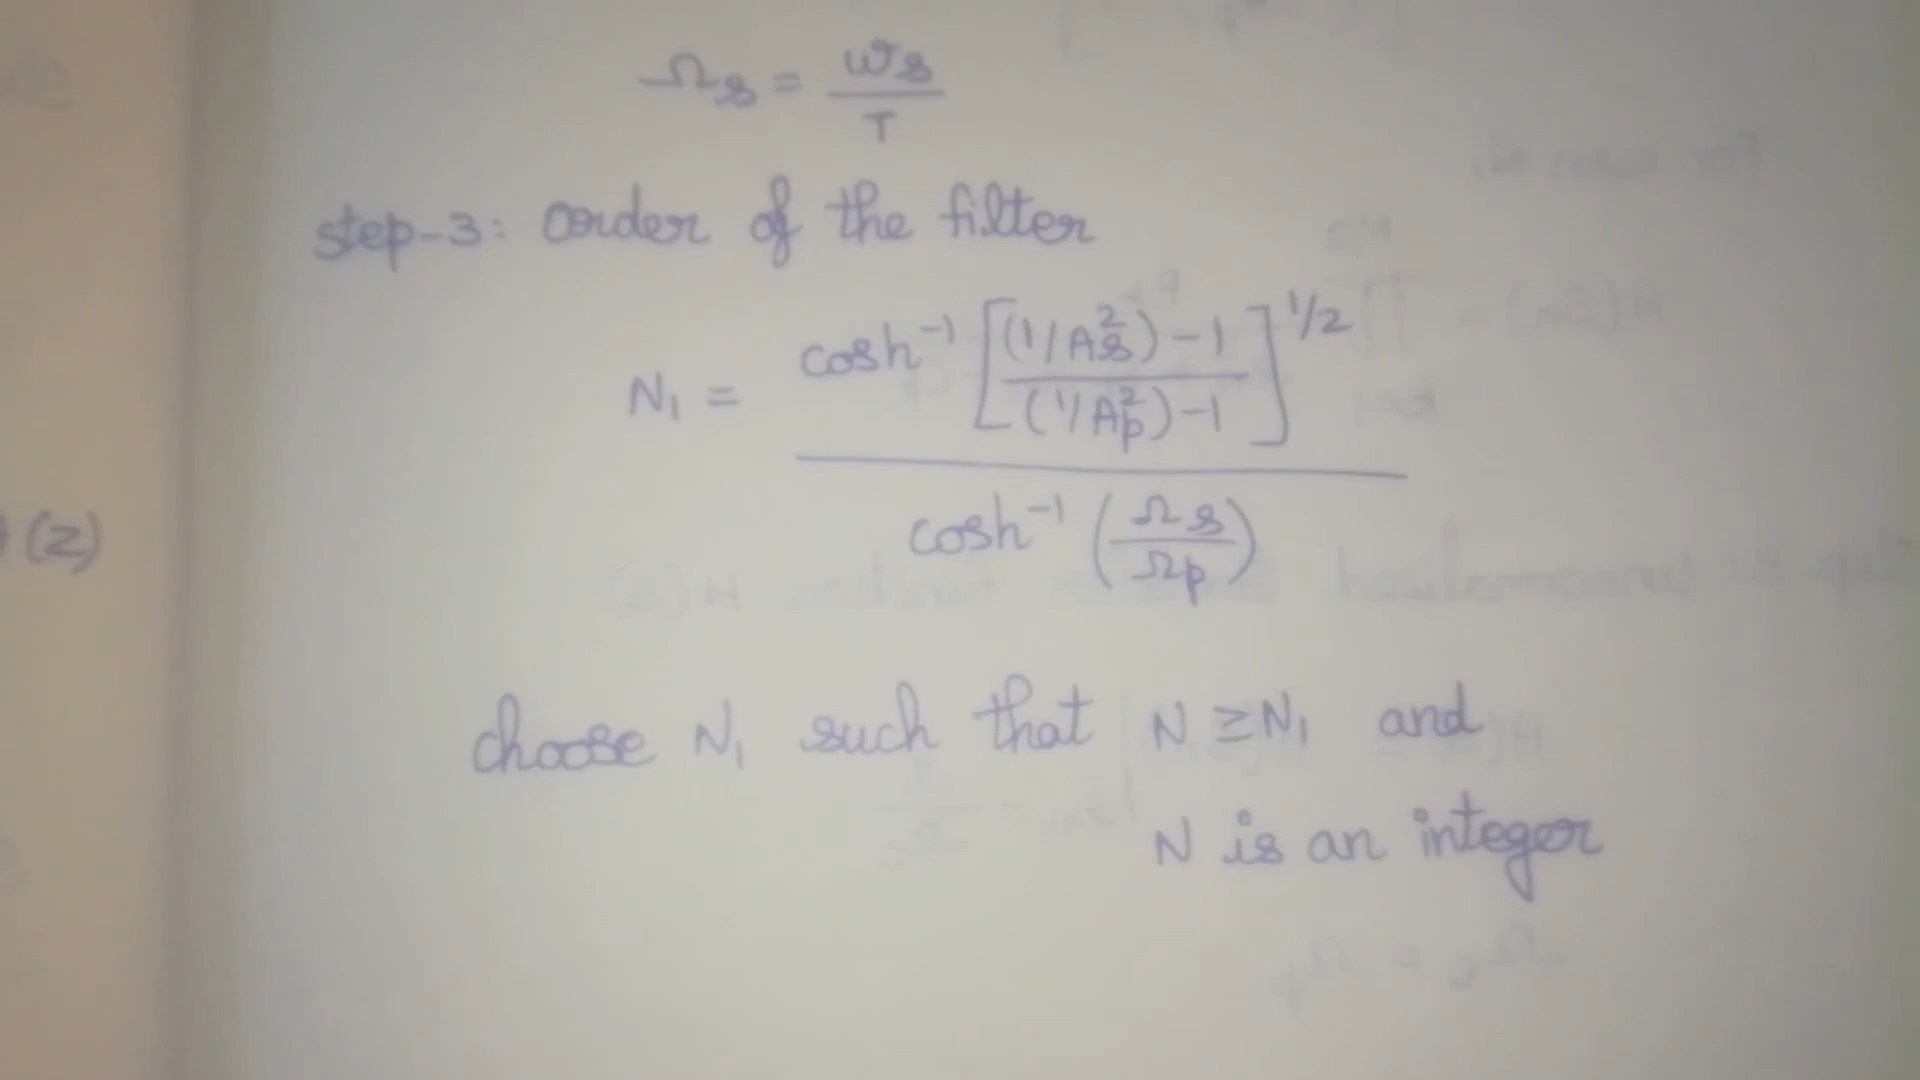 Ωs = ωs / T
step-3: Order of the filter
N₁ = cosh⁻¹ [ (1/As²) - 1 / (1/Ap²) - 1 ]^1/2 / cosh⁻¹ (Ωs / Ωp)
(z)
choose N₁ such that N ≥ N₁ and
N is an integer